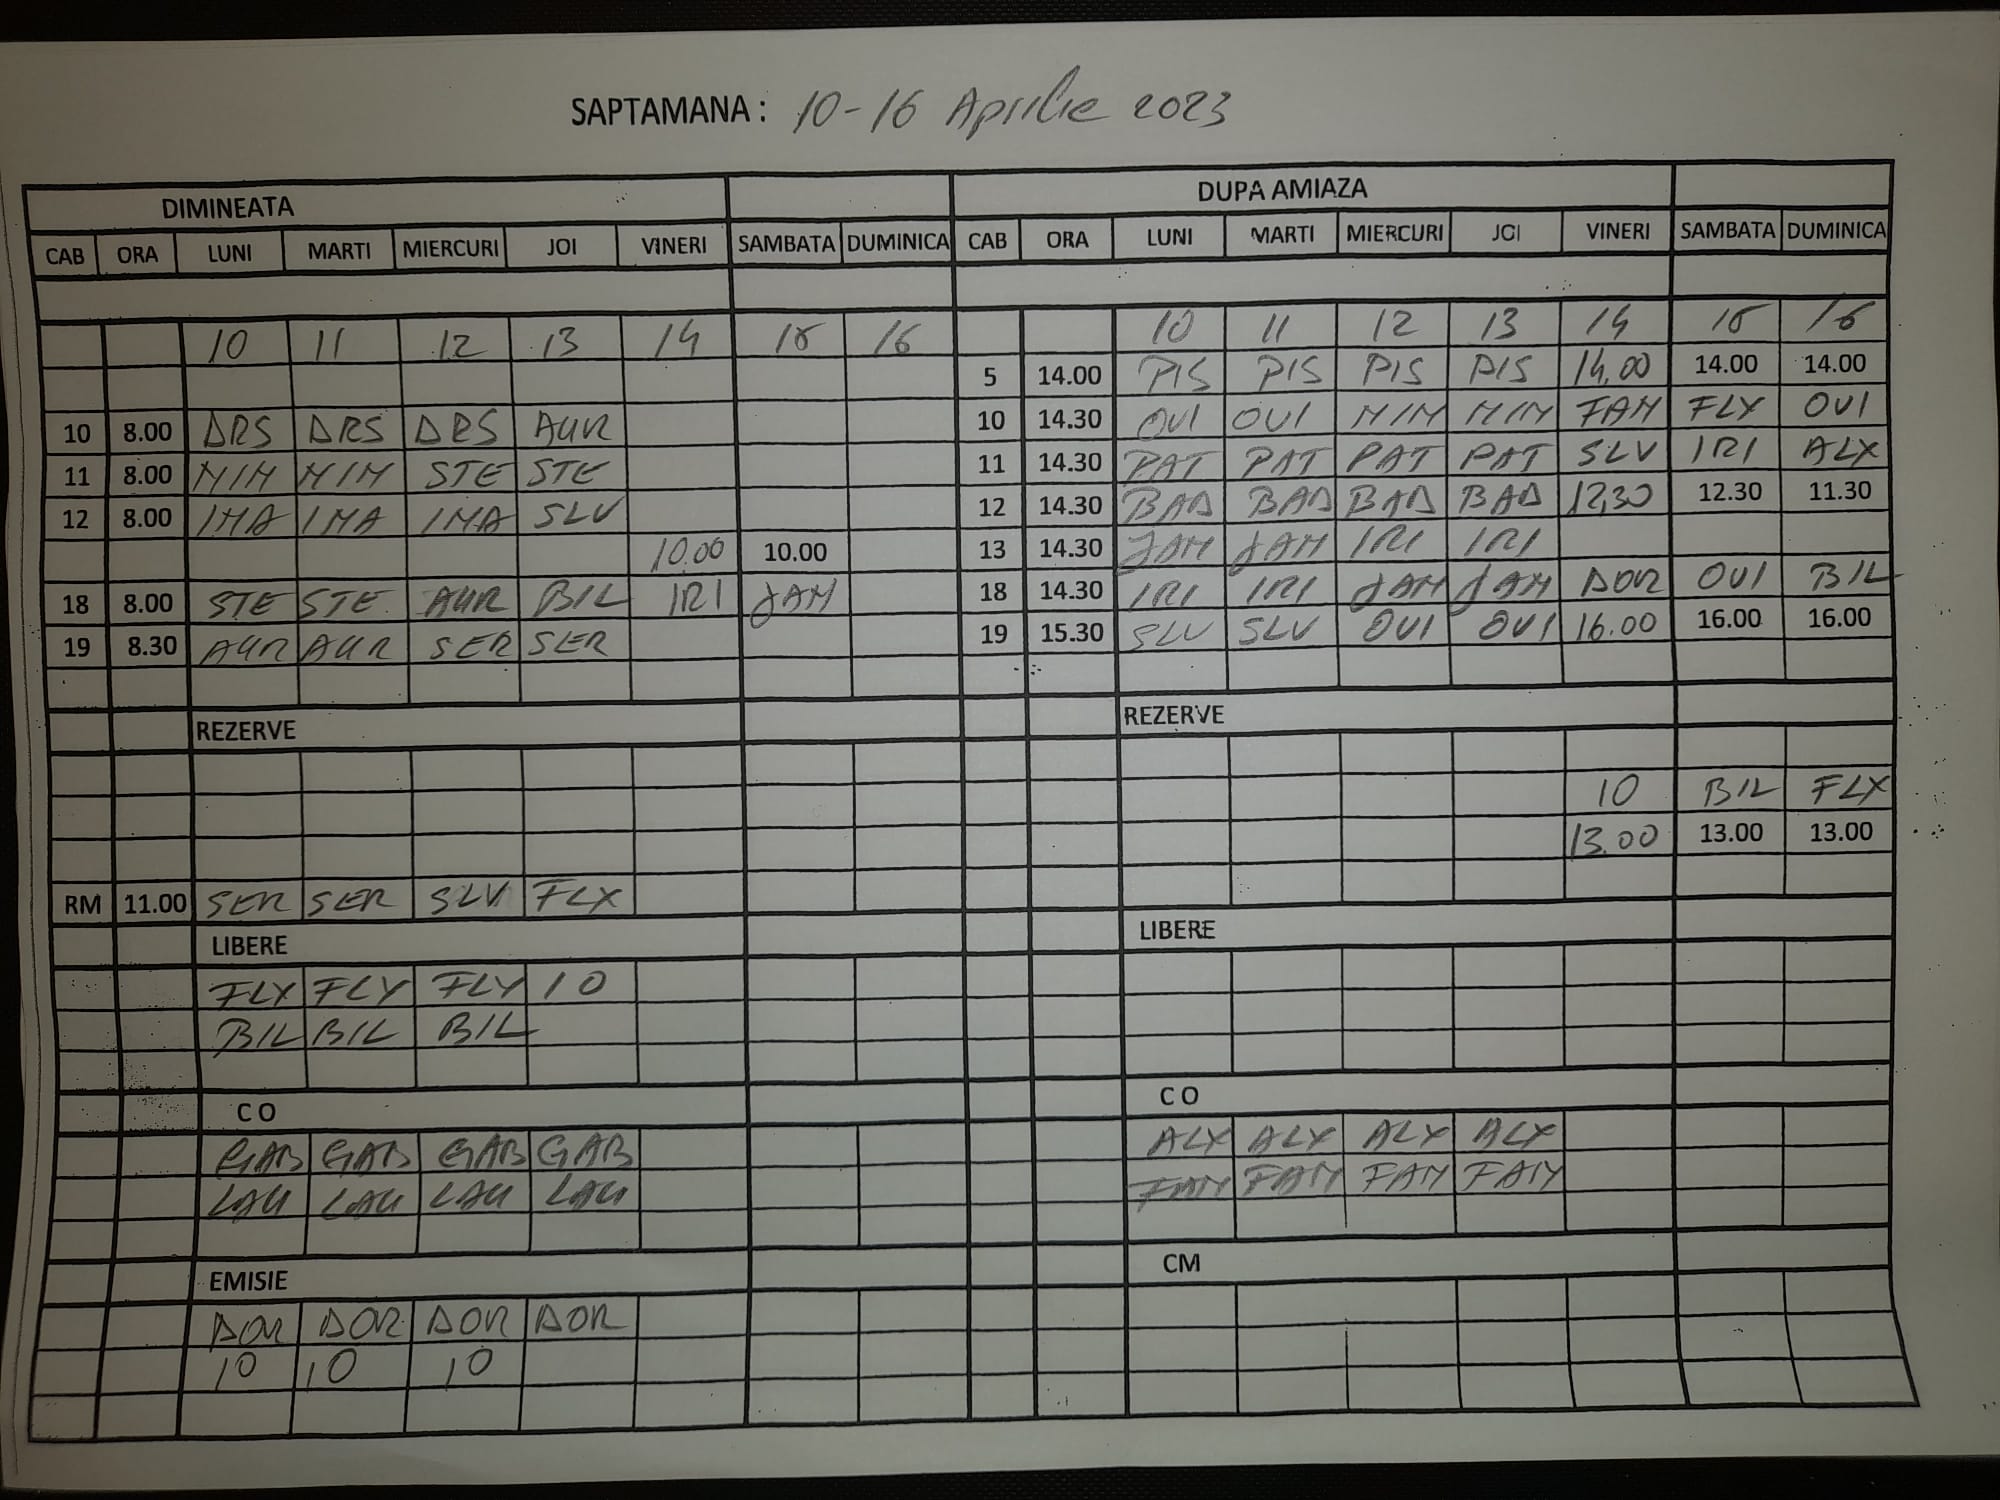 SAPTAMANA: 10-16 Aprilie 2023
DIMINEATA DUPA AMIAZA
CAB ORA LUNI MARTI MIERCURI JOI VINERI SAMBATA DUMINICA CAB ORA LUNI MARTI MIERCURI JOI VINERI SAMBATA DUMINICA
10 11 12 13 14 15 16 10 11 12 13 14 15 16
5 14.00 PIS PIS PIS PIS 14.00 14.00 14.00
10 8.00 DRS DRS DRS AUR 10 14.30 OVI OVI MIM MIM FAM FLX OVI
11 8.00 MIM MIM STE STE 11 14.30 PAT PAT PAT PAT SLV IRI ALX
12 8.00 IMA IMA IMA SLV 12 14.30 BAD BAD BAD BAD 12,30 12.30 11.30
10.00 10.00 13 14.30 JAM JAM IRI IRI
18 8.00 STE STE AUR BIL IRI JAM 18 14.30 IRI IRI JAM JAM DOR OVI BIL
19 8.30 AUR AUR SER SER 19 15.30 SLV SLV OVI OVI 16.00 16.00 16.00
REZERVE REZERVE
10 BIL FLX
13.00 13.00 13.00
RM 11.00 SER SER SLV FLX
LIBERE LIBERE
FLX FLX FLX 10
BIL BIL BIL
CO CO
GAB GAB GAB GAB ALX ALX ALX ALX
LAU LAU LAU LAU FAM FAM FAM FAM
EMISIE CM
DOR DOR DOR DOR
10 10 10